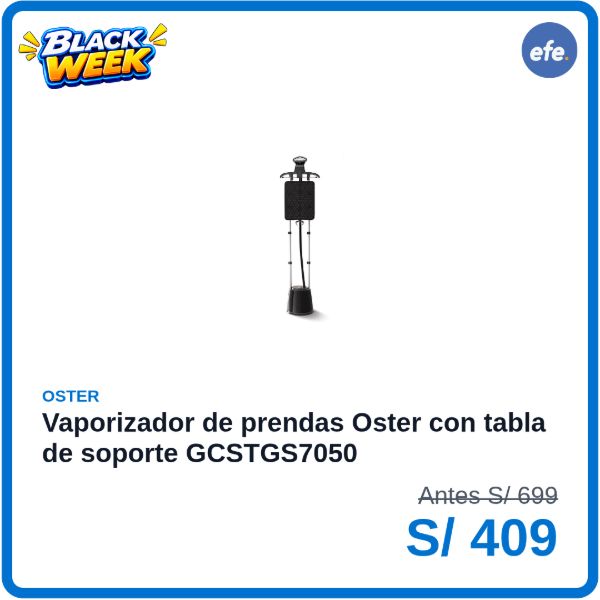 BLACK
WEEK
efe.
OSTER
Vaporizador de prendas Oster con tabla
de soporte GCSTGS7050
Antes S/ 699
S/ 409